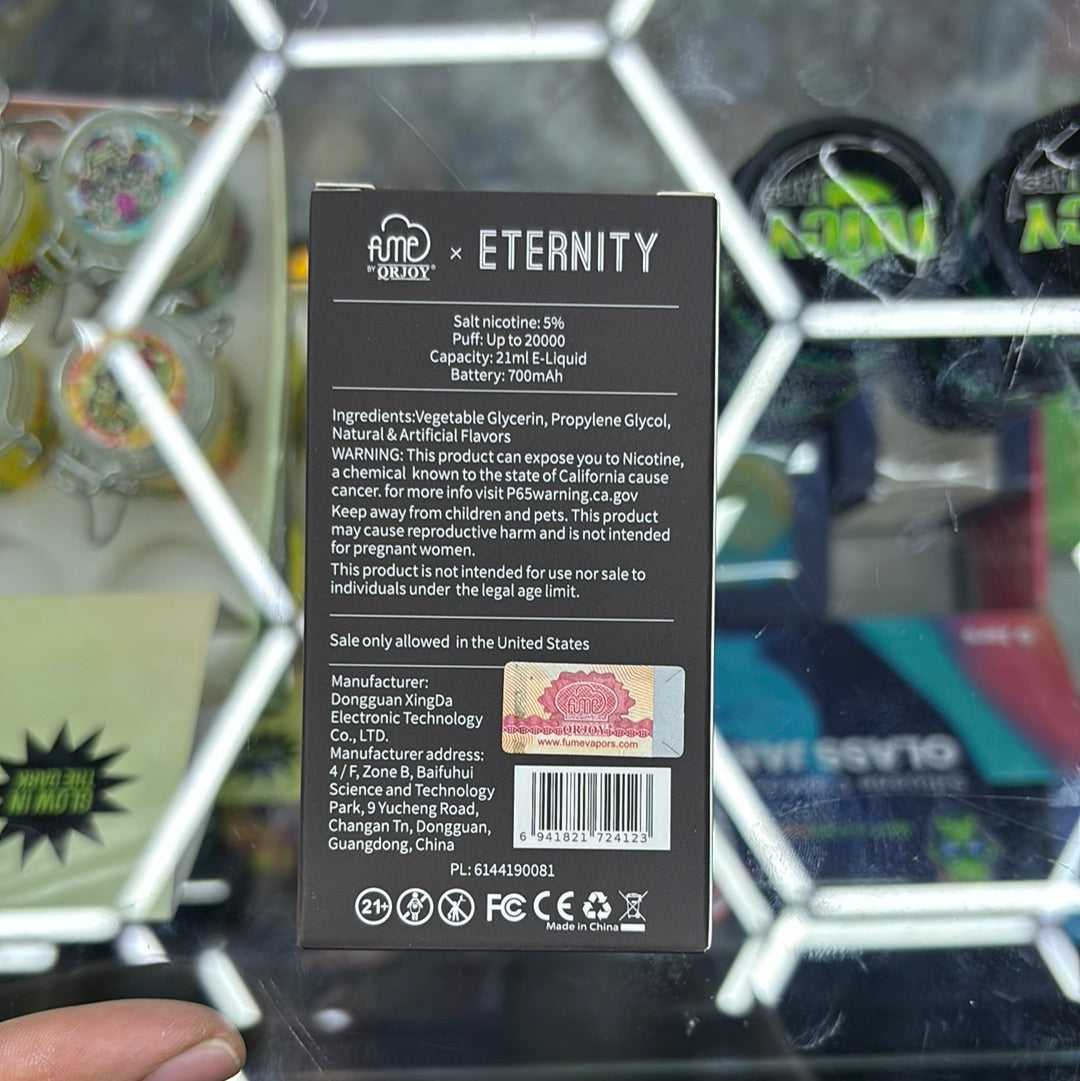 fume
BY QRJOY®
× ETERNITY
Salt nicotine: 5%
Puff: Up to 20000
Capacity: 21ml E-Liquid
Battery: 700mAh
Ingredients:Vegetable Glycerin, Propylene Glycol,
Natural & Artificial Flavors
WARNING: This product can expose you to Nicotine,
a chemical known to the state of California cause
cancer. for more info visit P65warning.ca.gov
Keep away from children and pets. This product
may cause reproductive harm and is not intended
for pregnant women.
This product is not intended for use nor sale to
individuals under the legal age limit.
Sale only allowed in the United States
Manufacturer:
Dongguan XingDa
Electronic Technology
Co., LTD.
Manufacturer address:
4 / F, Zone B, Baifuhui
Science and Technology
Park, 9 Yucheng Road,
Changan Tn, Dongguan,
Guangdong, China
fume
QRJOY
www.fumevapors.com
6 941821 724123
PL: 6144190081
21+
FC CE
Made in China
GLOW IN
THE DARK
JUICY
GLASS JAR